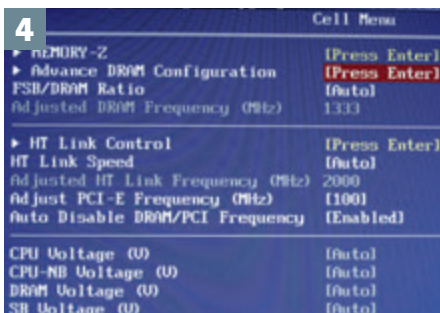 4
Cell Menu
▸ MEMORY-Z [Press Enter]
▸ Advance DRAM Configuration [Press Enter]
FSB/DRAM Ratio [Auto]
Adjusted DRAM Frequency (MHz) 1333
▸ HT Link Control [Press Enter]
HT Link Speed [Auto]
Adjusted HT Link Frequency (MHz) 2000
Adjust PCI-E Frequency (MHz) [100]
Auto Disable DRAM/PCI Frequency [Enabled]
CPU Voltage (V) [Auto]
CPU-NB Voltage (V) [Auto]
DRAM Voltage (V) [Auto]
SB Voltage (V) [Auto]